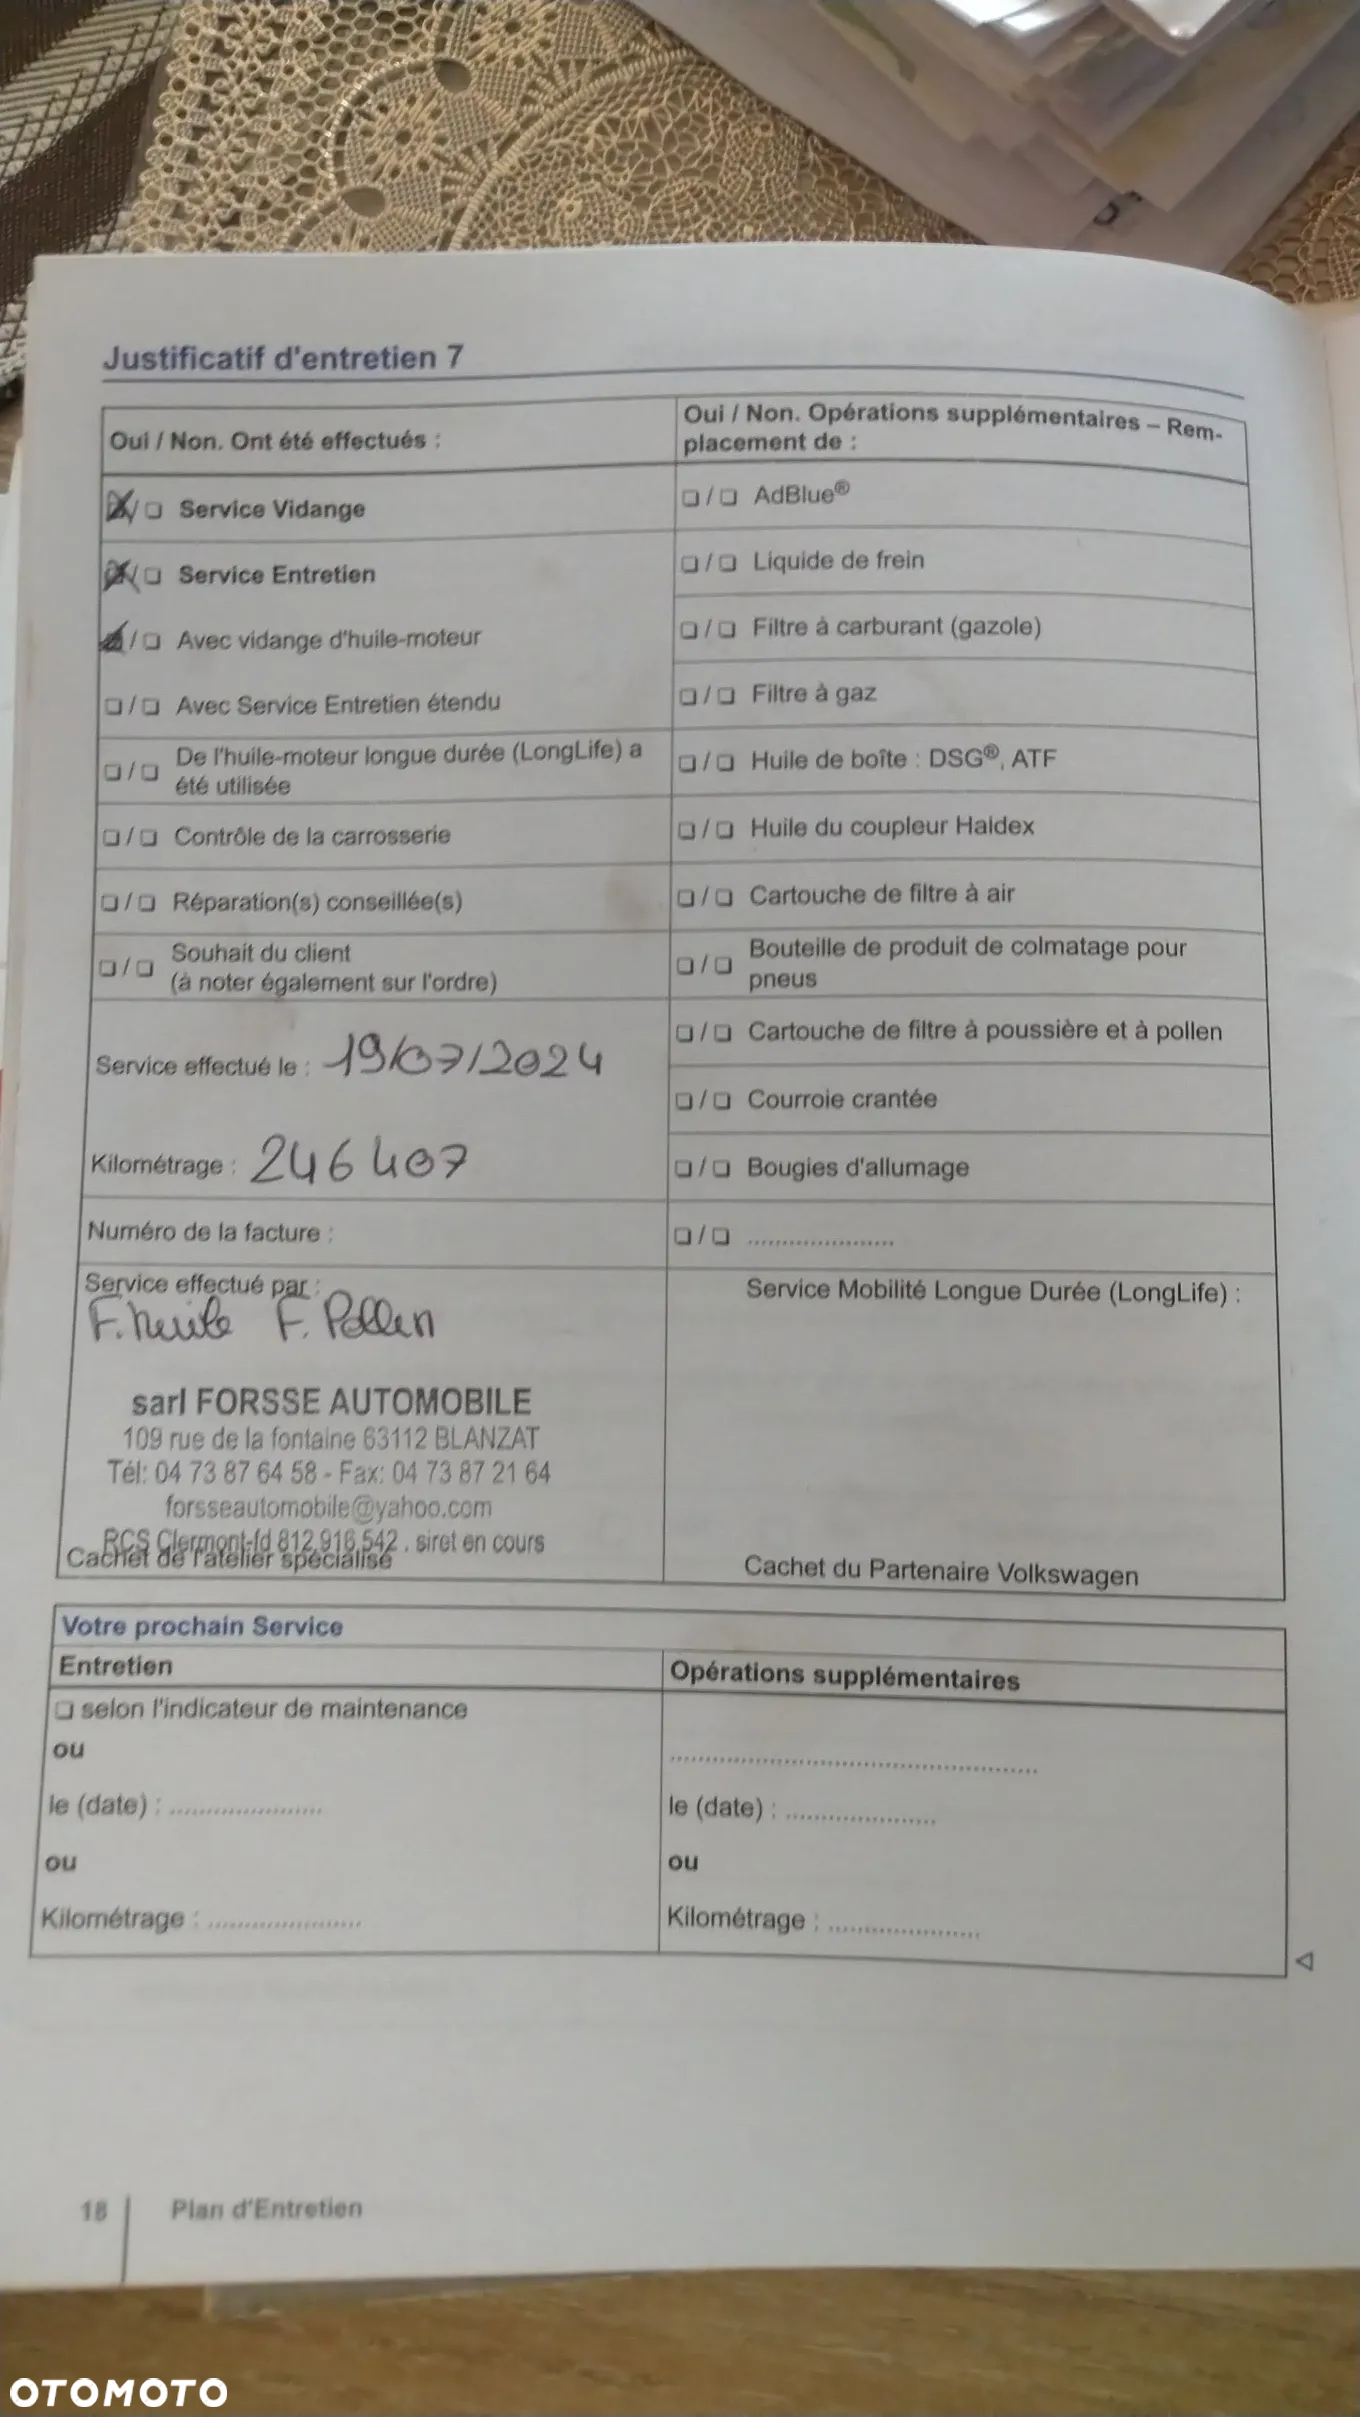 Justificatif d'entretien 7
Oui / Non. Ont été effectués :
Service Vidange
Service Entretien
Avec vidange d'huile-moteur
Avec Service Entretien étendu
De l'huile-moteur longue durée (LongLife) a
été utilisée
Contrôle de la carrosserie
Réparation(s) conseillée(s)
Souhait du client
(à noter également sur l'ordre)
Service effectué le : 19/07/2024
Kilométrage : 246407
Numéro de la facture :
Service effectué par :
F. huile F. Pollen
sarl FORSSE AUTOMOBILE
109 rue de la fontaine 63112 BLANZAT
Tél: 04 73 87 64 58 - Fax: 04 73 87 21 64
forsseautomobile@yahoo.com
RCS Clermont-fd 812.916.542 . siret en cours
Cachet de l'atelier spécialisé
Oui / Non. Opérations supplémentaires – Rem-
placement de :
AdBlue®
Liquide de frein
Filtre à carburant (gazole)
Filtre à gaz
Huile de boîte : DSG®, ATF
Huile du coupleur Haldex
Cartouche de filtre à air
Bouteille de produit de colmatage pour
pneus
Cartouche de filtre à poussière et à pollen
Courroie crantée
Bougies d'allumage
Service Mobilité Longue Durée (LongLife) :
Cachet du Partenaire Volkswagen
Votre prochain Service
Entretien
selon l'indicateur de maintenance
ou
le (date) :
ou
Kilométrage :
Opérations supplémentaires
le (date) :
ou
Kilométrage :
18 Plan d'Entretien
OTOMOTO